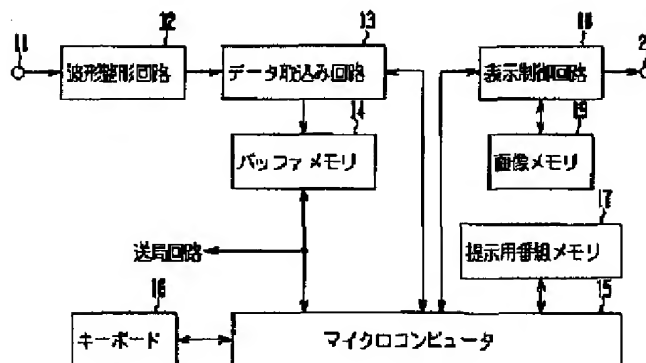 11
12
13
18
2
波形整形回路
データ取込み回路
表示制御回路
14
19
バッファメモリ
画像メモリ
17
送局回路
提示用番組メモリ
16
15
キーボード
マイクロコンピュータ